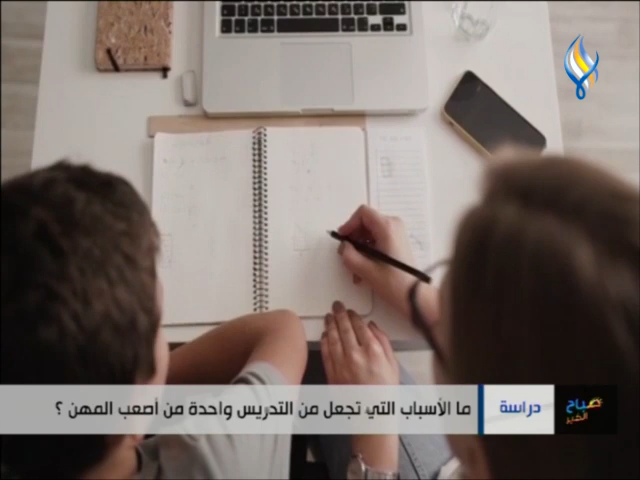 صباح الخير
دراسة
ما الأسباب التي تجعل من التدريس واحدة من أصعب المهن ؟